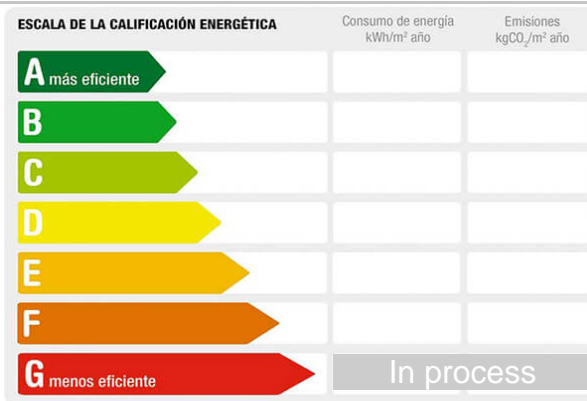 ESCALA DE LA CALIFICACIÓN ENERGÉTICA
Consumo de energía
kWh/m² año
Emisiones
kgCO₂/m² año
A más eficiente
B
C
D
E
F
G menos eficiente
In process